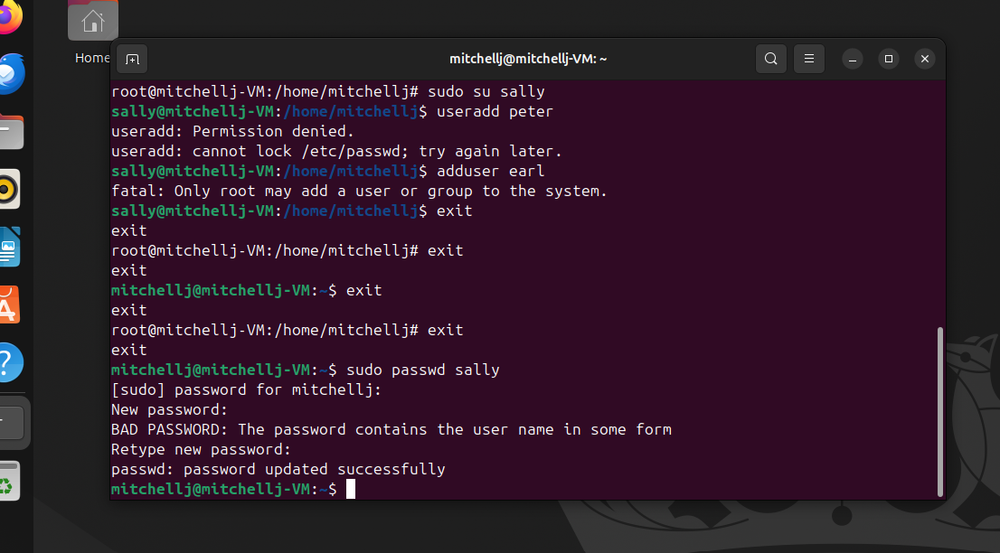 Home
mitchellj@mitchellj-VM: ~
root@mitchellj-VM:/home/mitchellj# sudo su sally
sally@mitchellj-VM:/home/mitchellj$ useradd peter
useradd: Permission denied.
useradd: cannot lock /etc/passwd; try again later.
sally@mitchellj-VM:/home/mitchellj$ adduser earl
fatal: Only root may add a user or group to the system.
sally@mitchellj-VM:/home/mitchellj$ exit
exit
root@mitchellj-VM:/home/mitchellj# exit
exit
mitchellj@mitchellj-VM:~$ exit
exit
root@mitchellj-VM:/home/mitchellj# exit
exit
mitchellj@mitchellj-VM:~$ sudo passwd sally
[sudo] password for mitchellj:
New password:
BAD PASSWORD: The password contains the user name in some form
Retype new password:
passwd: password updated successfully
mitchellj@mitchellj-VM:~$